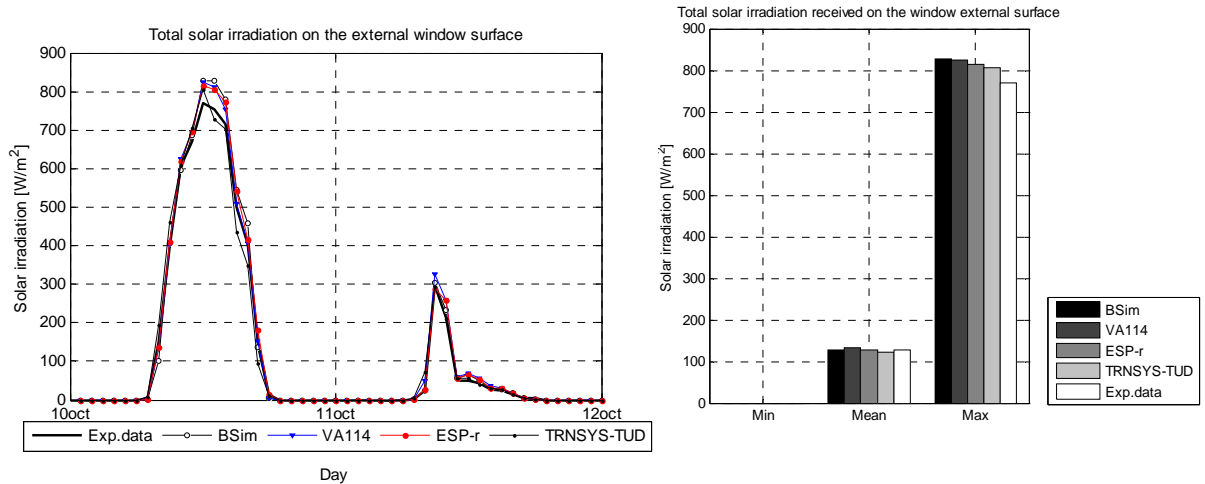 Total solar irradiation on the external window surface
900
800
700
600
500
400
300
200
100
0
Solar irradiation [W/m²]
10oct
11oct
12oct
Exp.data
BSim
VA114
ESP-r
TRNSYS-TUD
Day
Total solar irradiation received on the window external surface
900
800
700
600
500
400
300
200
100
0
Solar irradiation [W/m²]
Min
Mean
Max
BSim
VA114
ESP-r
TRNSYS-TUD
Exp.data